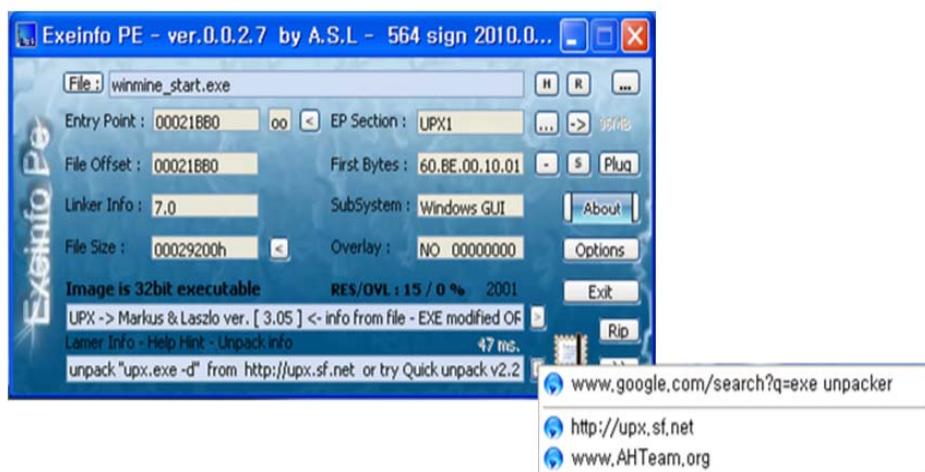 Exeinfo PE - ver.0.0.2.7 by A.S.L - 564 sign 2010.0...
Exeinfo Pe
File : winmine_start.exe H R ...
Entry Point : 00021BB0 oo < EP Section : UPX1 ... ->
File Offset : 00021BB0 First Bytes : 60.BE.00.10.01 - S Plug
Linker Info : 7.0 SubSystem : Windows GUI About
File Size : 00029200h < Overlay : NO 00000000 Options
Image is 32bit executable RES/OVL : 15 / 0 % 2001 Exit
UPX -> Markus & Laszlo ver. [ 3.05 ] <- info from file - EXE modified OF > Rip
Lamer Info - Help Hint - Unpack info 47 ms.
unpack "upx.exe -d" from http://upx.sf.net or try Quick unpack v2.2
www.google.com/search?q=exe unpacker
http://upx.sf.net
www.AHTeam.org